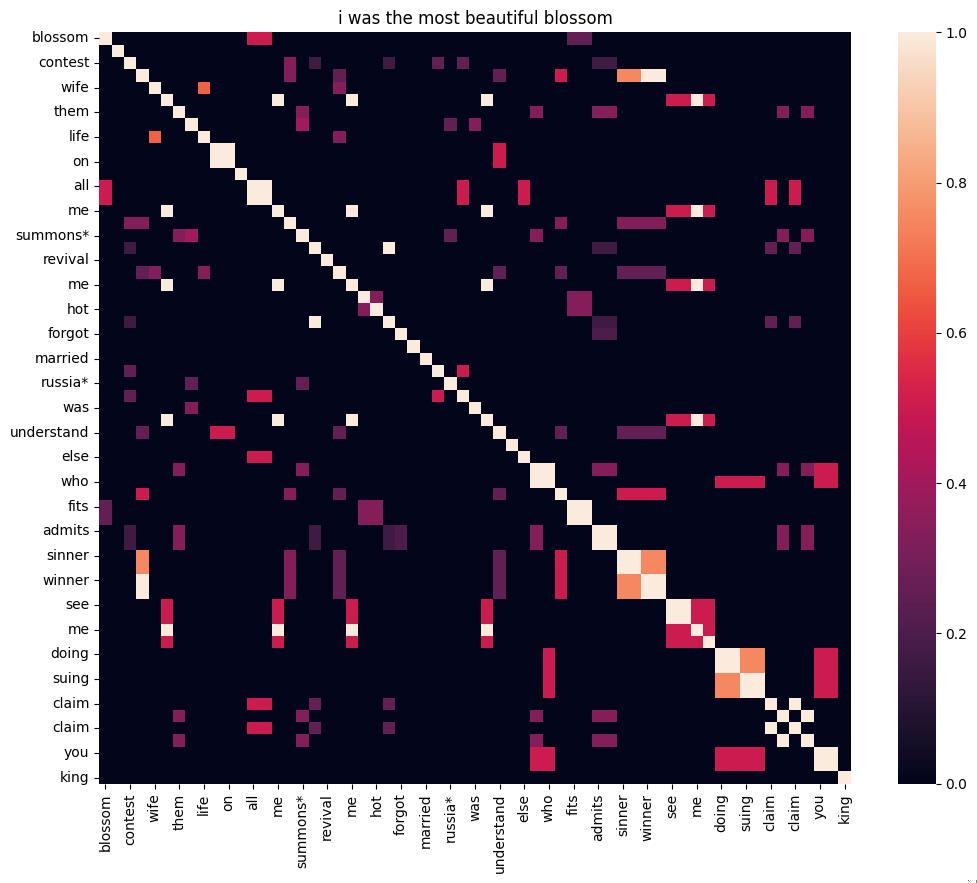 i was the most beautiful blossom
blossom
contest
wife
them
life
on
all
me
summons*
revival
me
hot
forgot
married
russia*
was
understand
else
who
fits
admits
sinner
winner
see
me
doing
suing
claim
claim
you
king
1.0
0.8
0.6
0.4
0.2
0.0
blossom
contest
wife
them
life
on
all
me
summons*
revival
me
hot
forgot
married
russia*
was
understand
else
who
fits
admits
sinner
winner
see
me
doing
suing
claim
claim
you
king